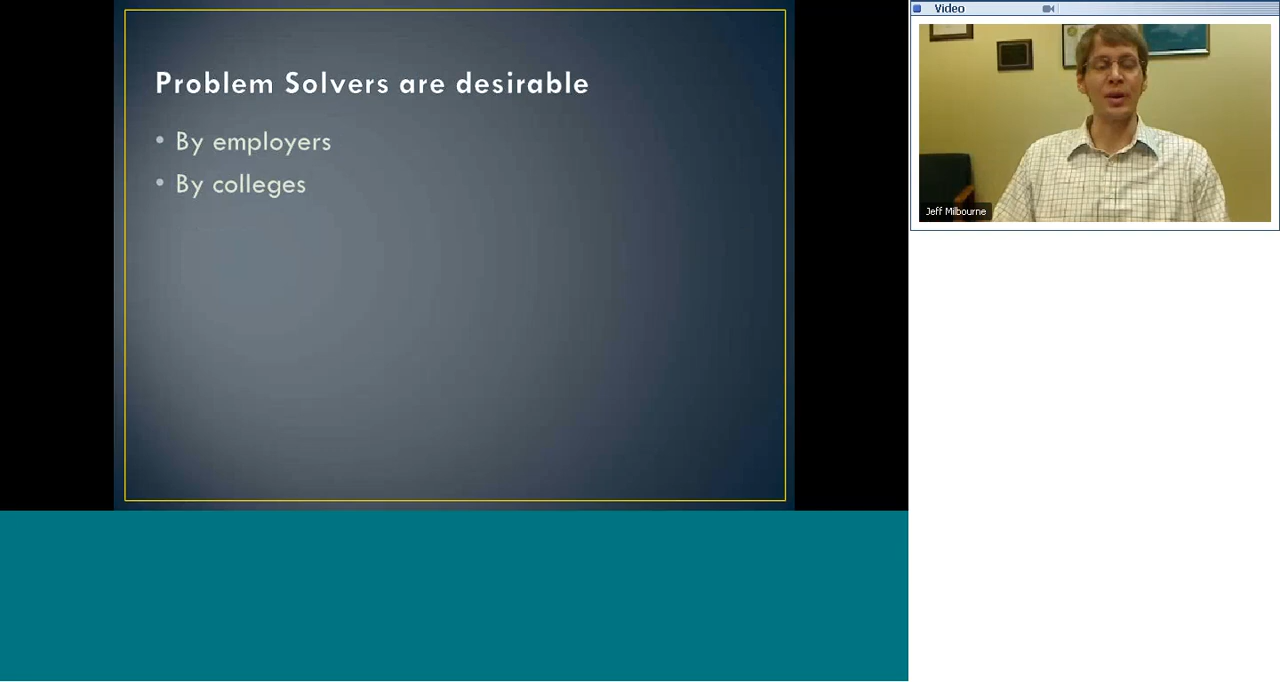 Problem Solvers are desirable
• By employers
• By colleges
Video
Jeff Milbourne